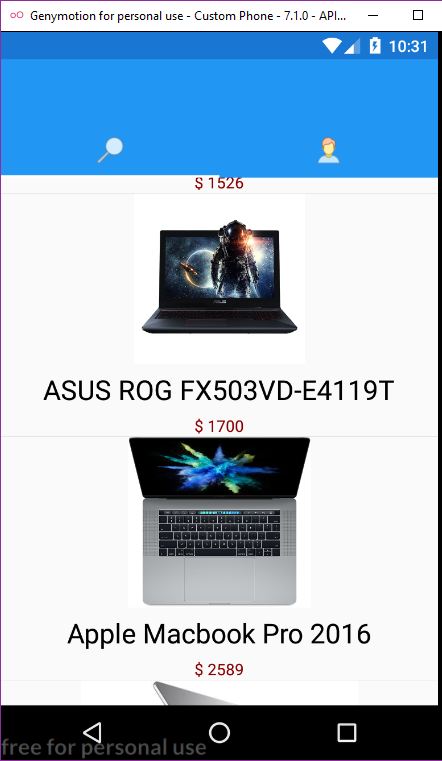 Genymotion for personal use - Custom Phone - 7.1.0 - API...
10:31
$ 1526
ASUS ROG FX503VD-E4119T
$ 1700
Apple Macbook Pro 2016
$ 2589
free for personal use